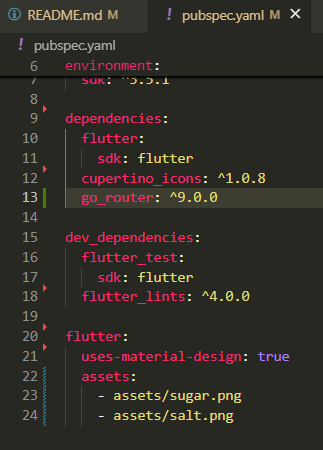 README.md M
! pubspec.yaml M ×
! pubspec.yaml
6 environment:
7 sdk: ^3.5.1
8
9 dependencies:
10 flutter:
11 sdk: flutter
12 cupertino_icons: ^1.0.8
13 go_router: ^9.0.0
14
15 dev_dependencies:
16 flutter_test:
17 sdk: flutter
18 flutter_lints: ^4.0.0
19
20 flutter:
21 uses-material-design: true
22 assets:
23 - assets/sugar.png
24 - assets/salt.png